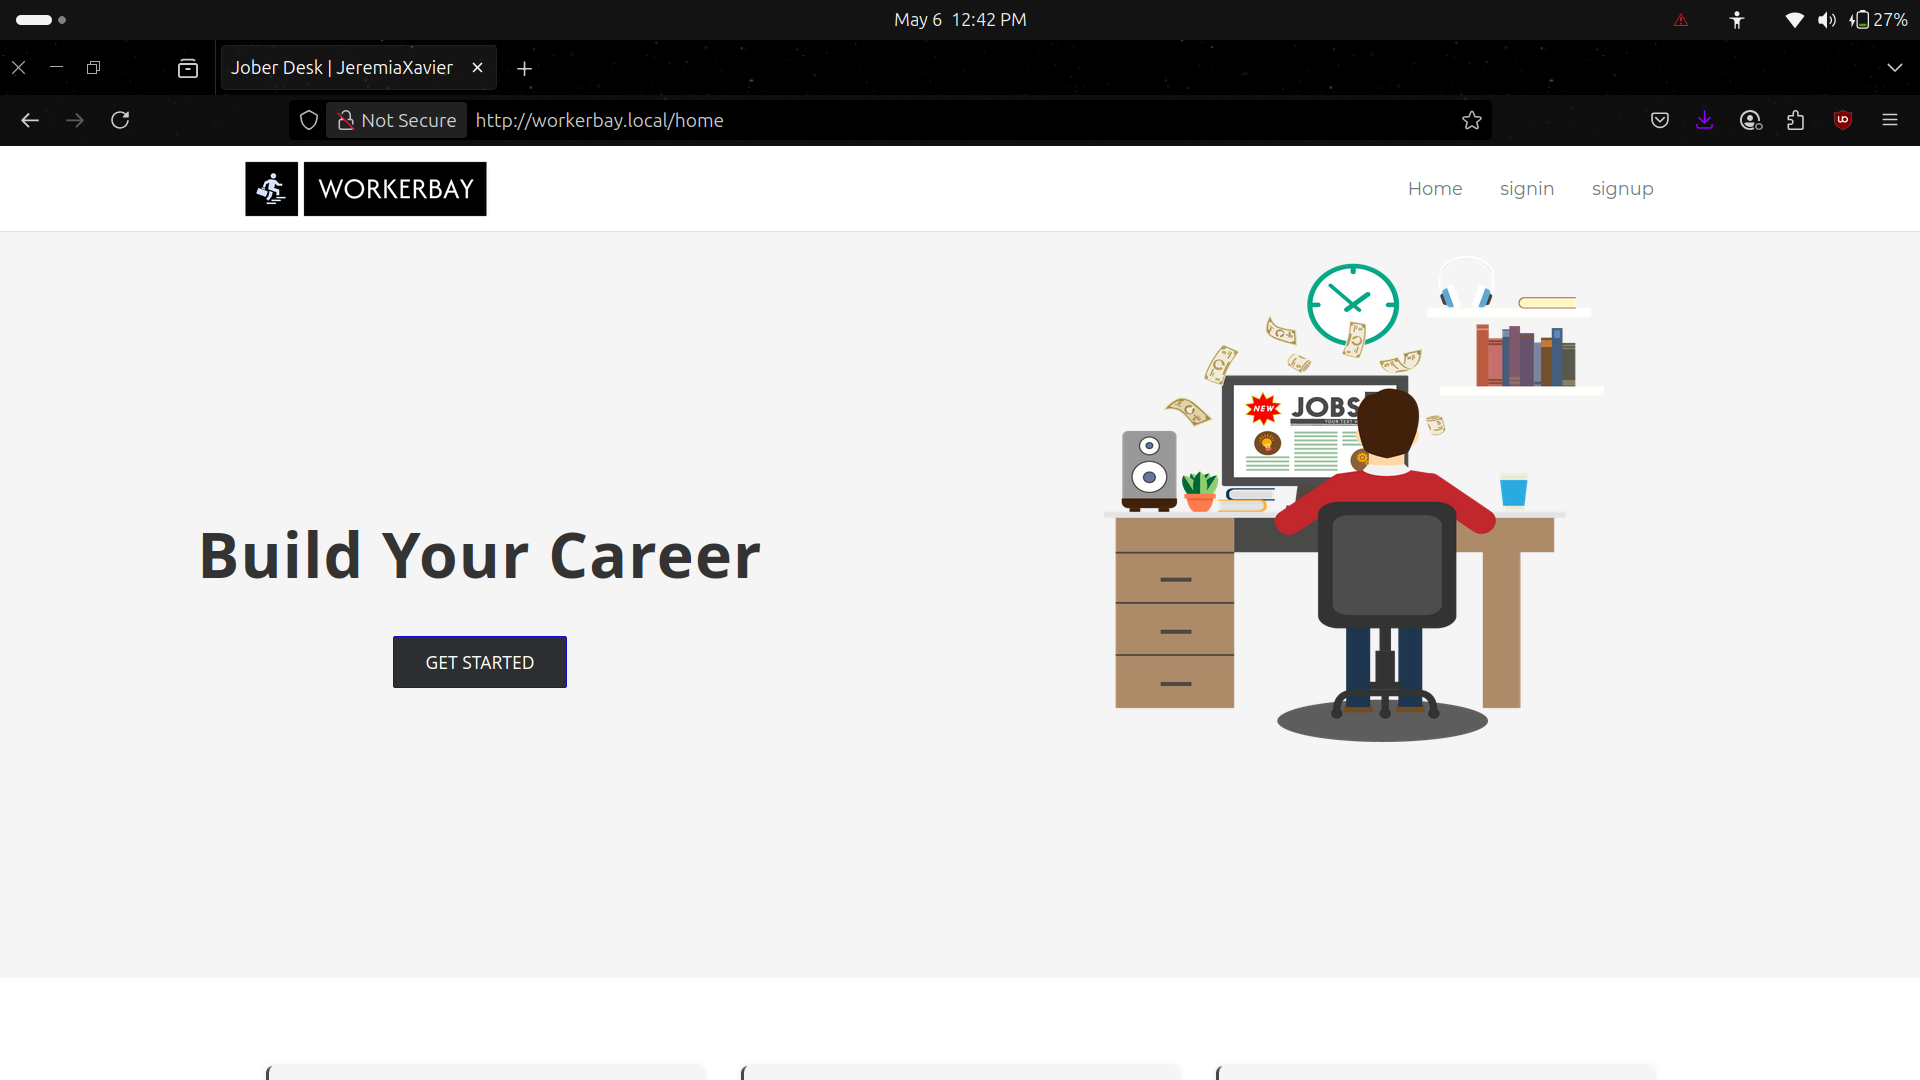 May 6 12:42 PM
27%
Jober Desk | JeremiaXavier
Not Secure
http://workerbay.local/home
WORKERBAY
Home
signin
signup
NEW
JOBS
Build Your Career
GET STARTED